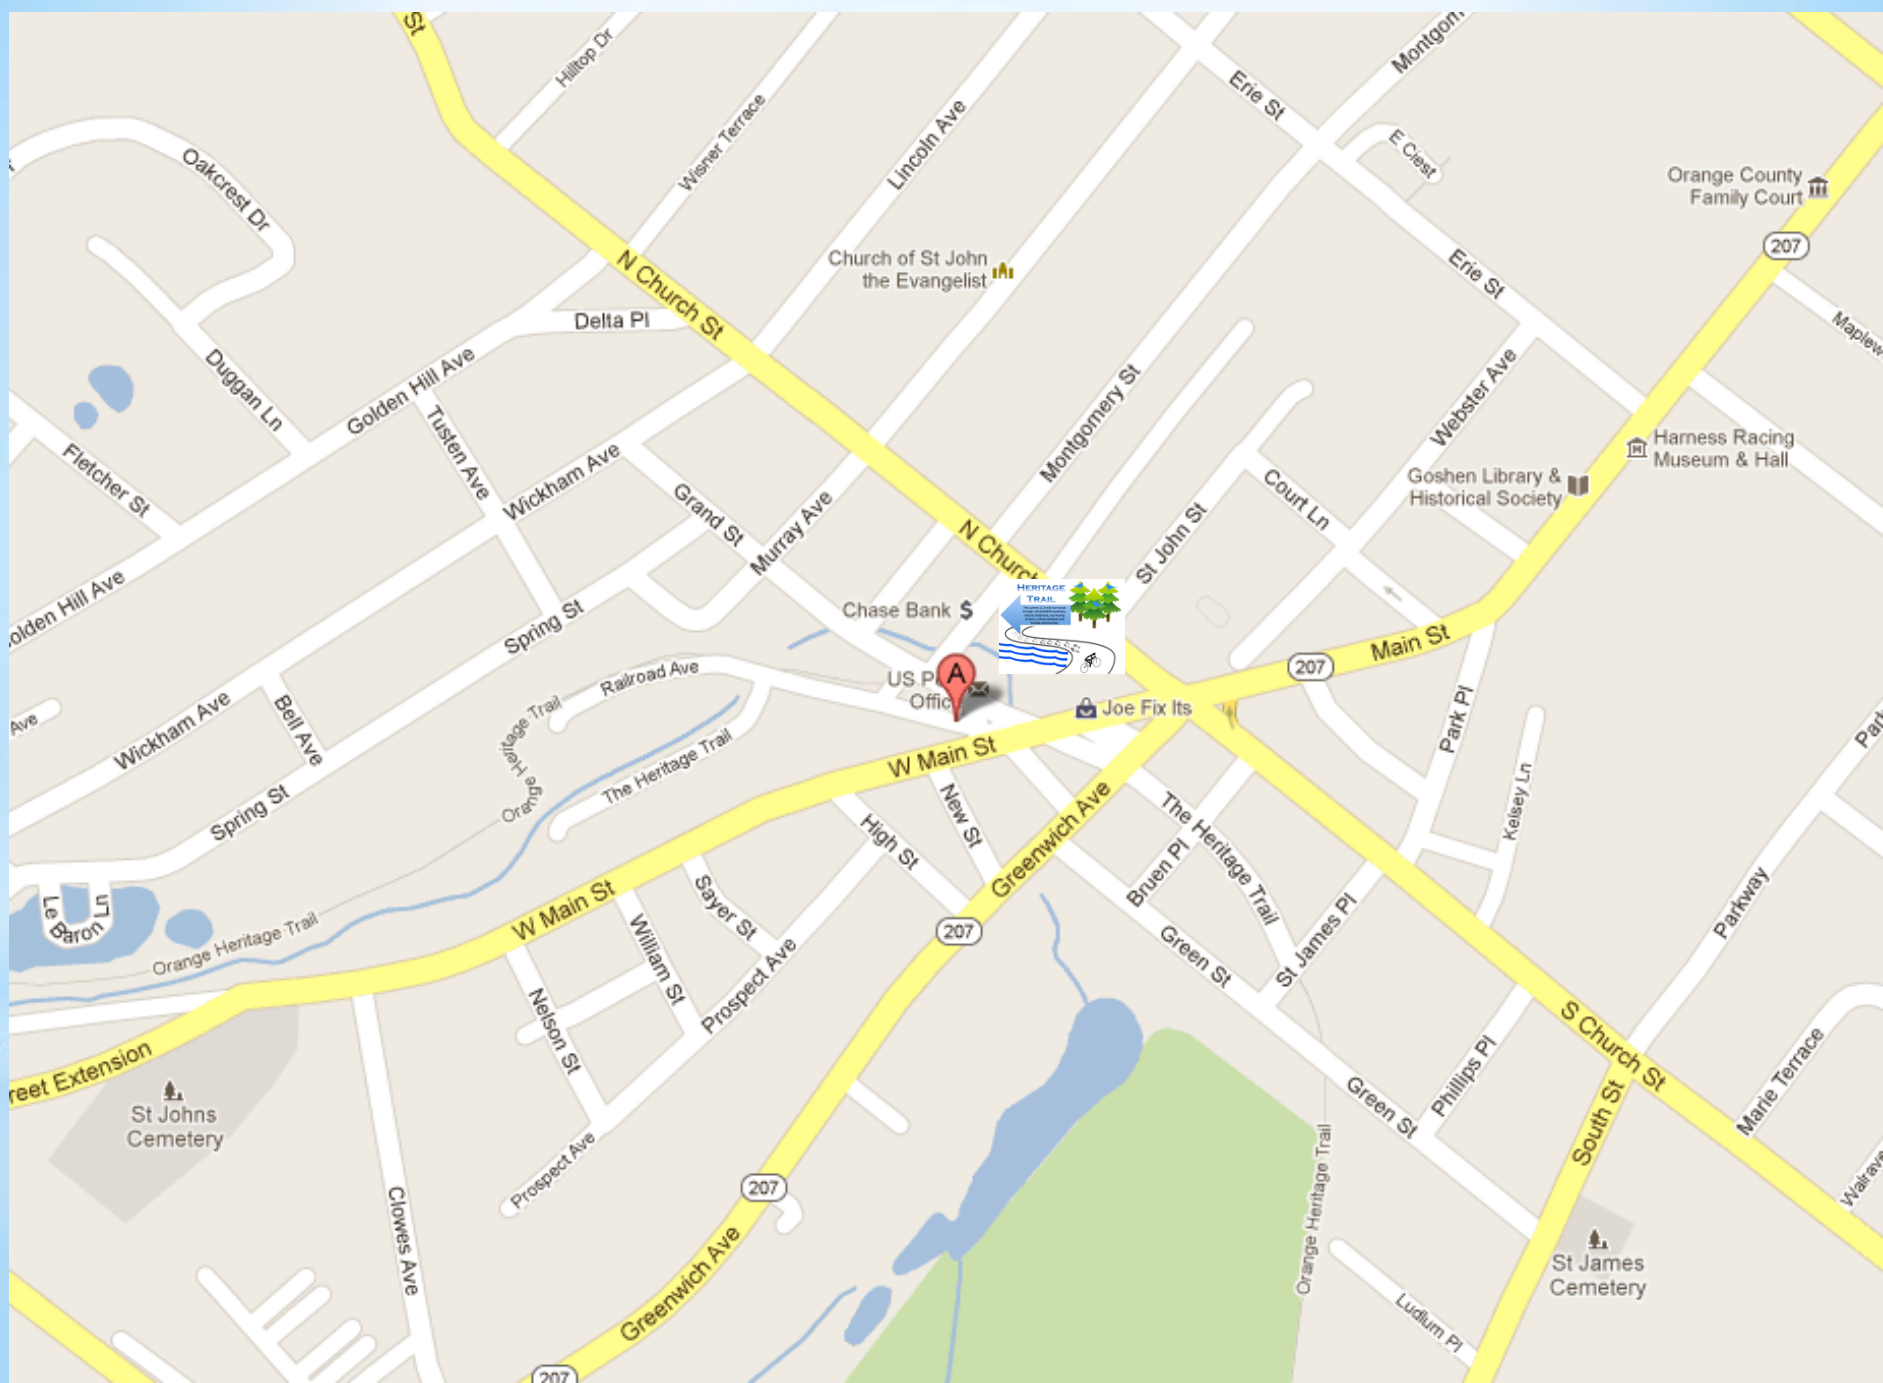 St
Hilltop Dr
Montgom
Erie St
Wisner Terrace
Lincoln Ave
E Ciest
Oakcrest Dr
Orange County
Family Court
207
N Church St
Church of St John
the Evangelist
Erie St
Delta Pl
Maplew
Duggan Ln
Golden Hill Ave
Tusten Ave
Montgomery St
Webster Ave
Fletcher St
Wickham Ave
Harness Racing
Museum & Hall
Goshen Library &
Historical Society
Grand St
Murray Ave
Court Ln
N Church
St John St
olden Hill Ave
Spring St
Chase Bank
HERITAGE
TRAIL
Main St
207
Railroad Ave
A
US P
Offic
Joe Fix Its
Orange Heritage Trail
Ave
Wickham Ave
Bell Ave
The Heritage Trail
W Main St
Park Pl
Park
Spring St
New St
High St
Greenwich Ave
The Heritage Trail
Kelsey Ln
Bruen Pl
Le Baron Ln
Orange Heritage Trail
W Main St
Sayer St
William St
Prospect Ave
207
Green St
St James Pl
Parkway
Nelson St
S Church St
reet Extension
St Johns
Cemetery
Phillips Pl
Green St
Marie Terrace
South St
Prospect Ave
207
Clowes Ave
Orange Heritage Trail
Walrave
St James
Cemetery
Greenwich Ave
Ludlum Pl
207